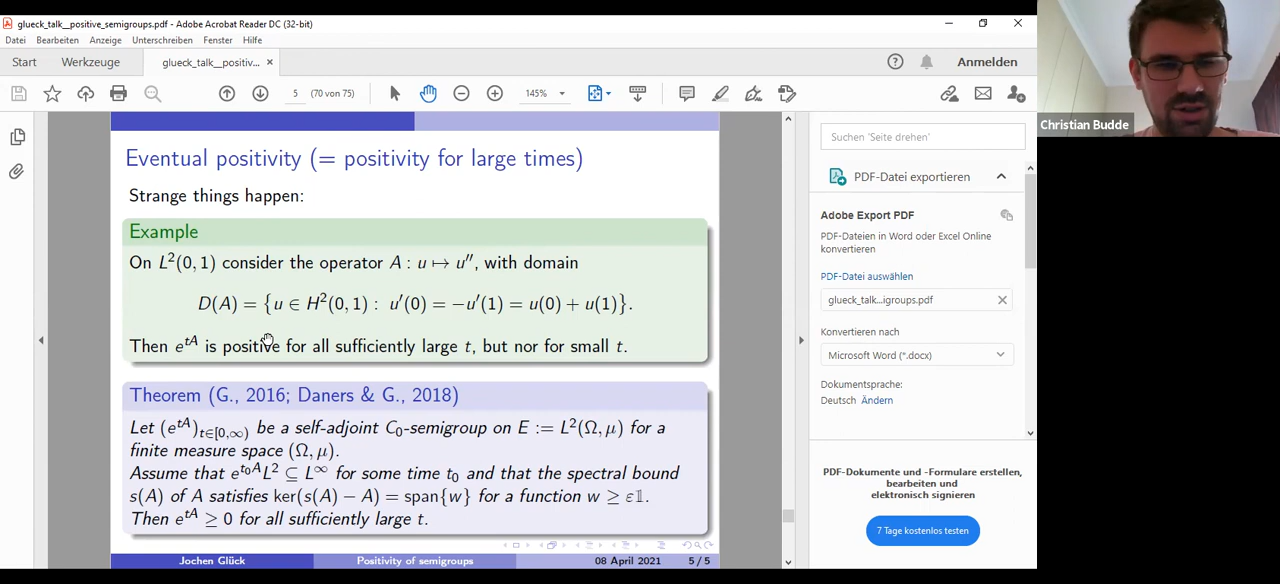 glueck_talk__positive_semigroups.pdf - Adobe Acrobat Reader DC (32-bit)
Datei Bearbeiten Anzeige Unterschreiben Fenster Hilfe
Start Werkzeuge glueck_talk__positiv... × Anmelden
5 (70 von 75) 145%
Christian Budde
Eventual positivity (= positivity for large times)
Strange things happen:
Example
On L²(0, 1) consider the operator A : u ↦ u′′, with domain
D(A) = {u ∈ H²(0, 1) : u′(0) = −u′(1) = u(0) + u(1)}.
Then e^{tA} is positive for all sufficiently large t, but nor for small t.
Theorem (G., 2016; Daners & G., 2018)
Let (e^{tA})_{t∈[0,∞)} be a self-adjoint C₀-semigroup on E := L²(Ω, μ) for a
finite measure space (Ω, μ).
Assume that e^{t₀A}L² ⊆ L^∞ for some time t₀ and that the spectral bound
s(A) of A satisfies ker(s(A) − A) = span{w} for a function w ≥ ε𝟙.
Then e^{tA} ≥ 0 for all sufficiently large t.
Jochen Glück Positivity of semigroups 08 April 2021 5 / 5
Suchen 'Seite drehen'
PDF-Datei exportieren
Adobe Export PDF
PDF-Dateien in Word oder Excel Online
konvertieren
PDF-Datei auswählen
glueck_talk...igroups.pdf ×
Konvertieren nach
Microsoft Word (*.docx)
Dokumentsprache:
Deutsch Ändern
PDF-Dokumente und -Formulare erstellen,
bearbeiten und
elektronisch signieren
7 Tage kostenlos testen